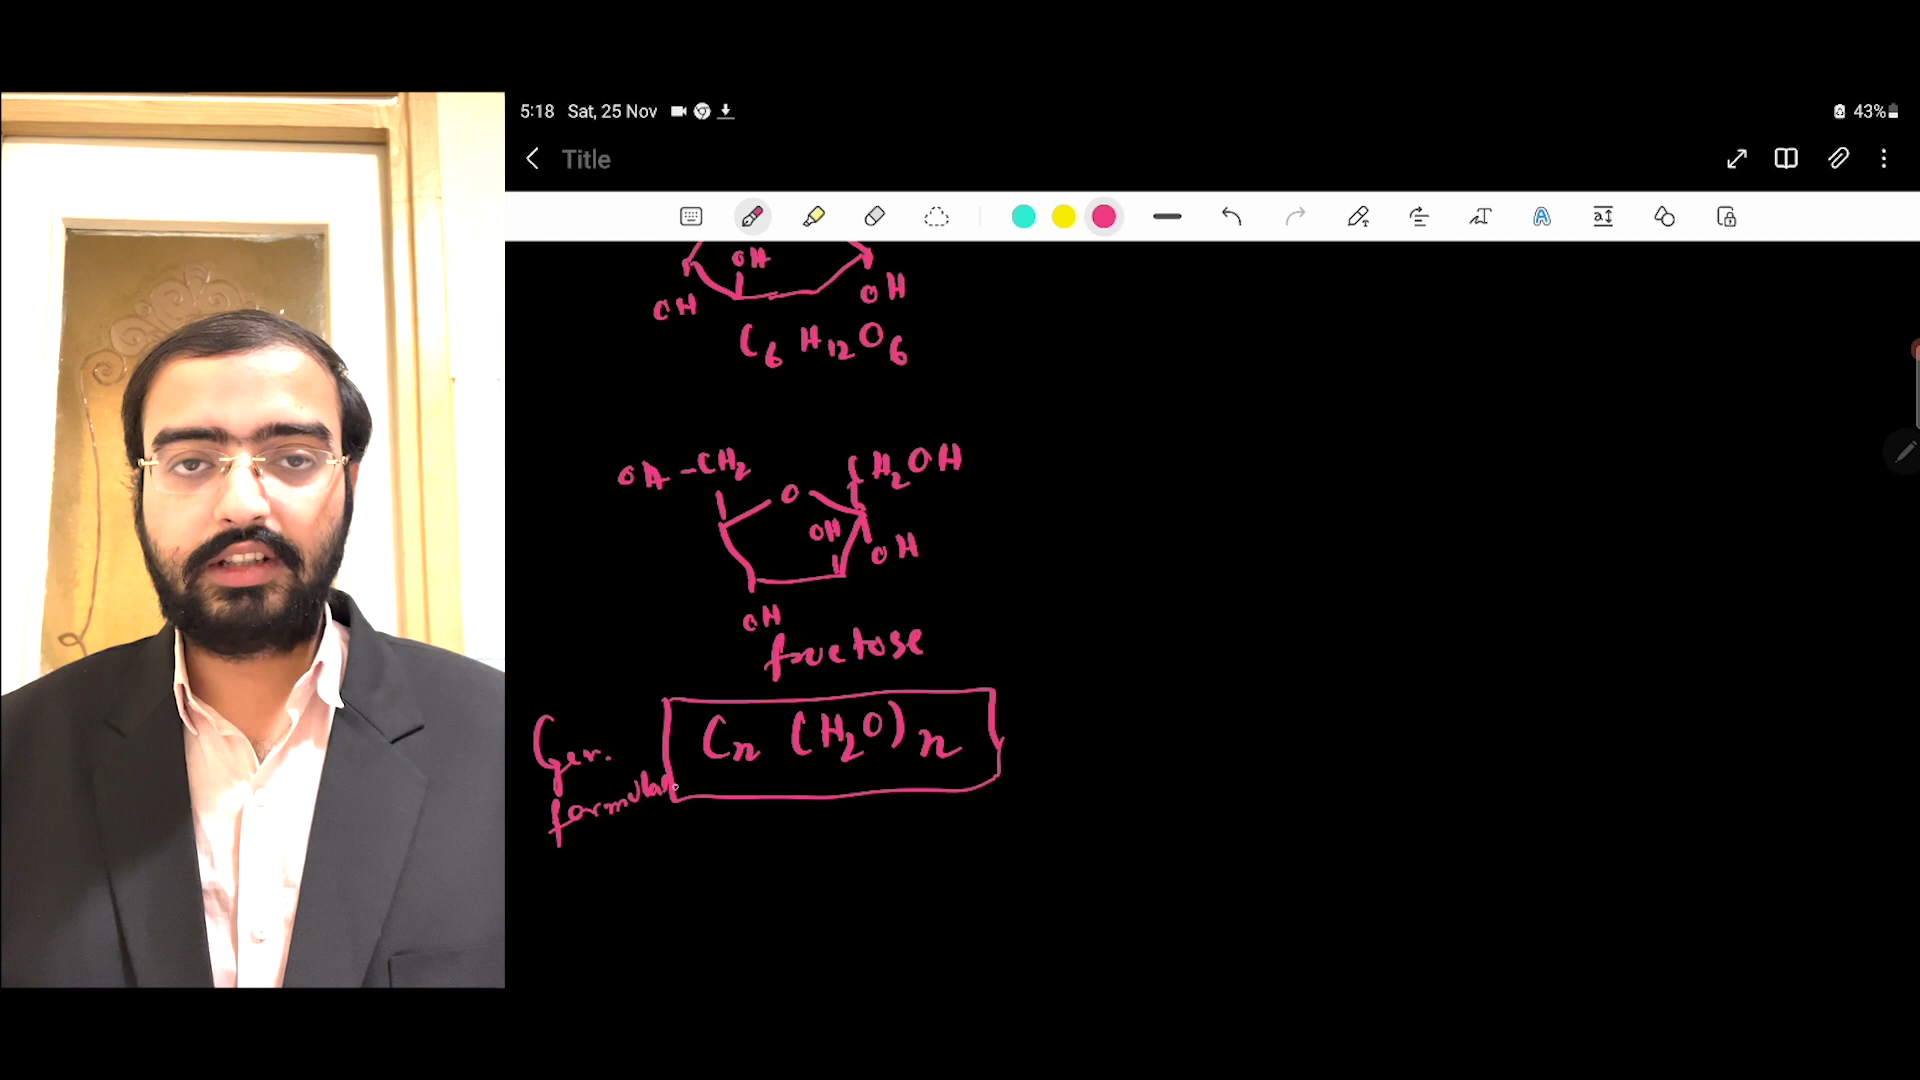 5:18 Sat, 25 Nov 43%
Title
OH
OH OH
C6 H12 O6
OH - CH2 CH2OH
O
OH
OH
OH
fructose
Gen. Cn (H2O)n
formula